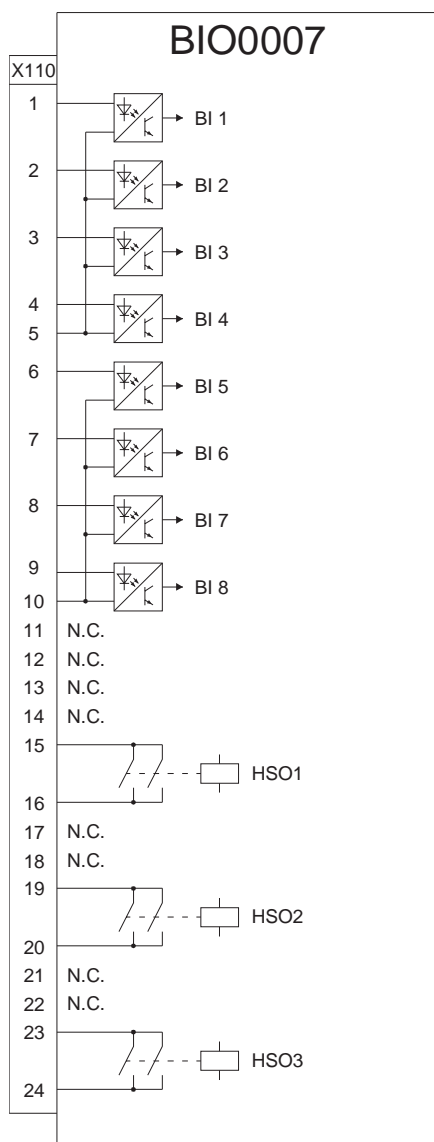 BIO0007
X110
1
BI 1
2
BI 2
3
BI 3
4
BI 4
5
6
BI 5
7
BI 6
8
BI 7
9
BI 8
10
11 N.C.
12 N.C.
13 N.C.
14 N.C.
15
HSO1
16
17 N.C.
18 N.C.
19
HSO2
20
21 N.C.
22 N.C.
23
HSO3
24